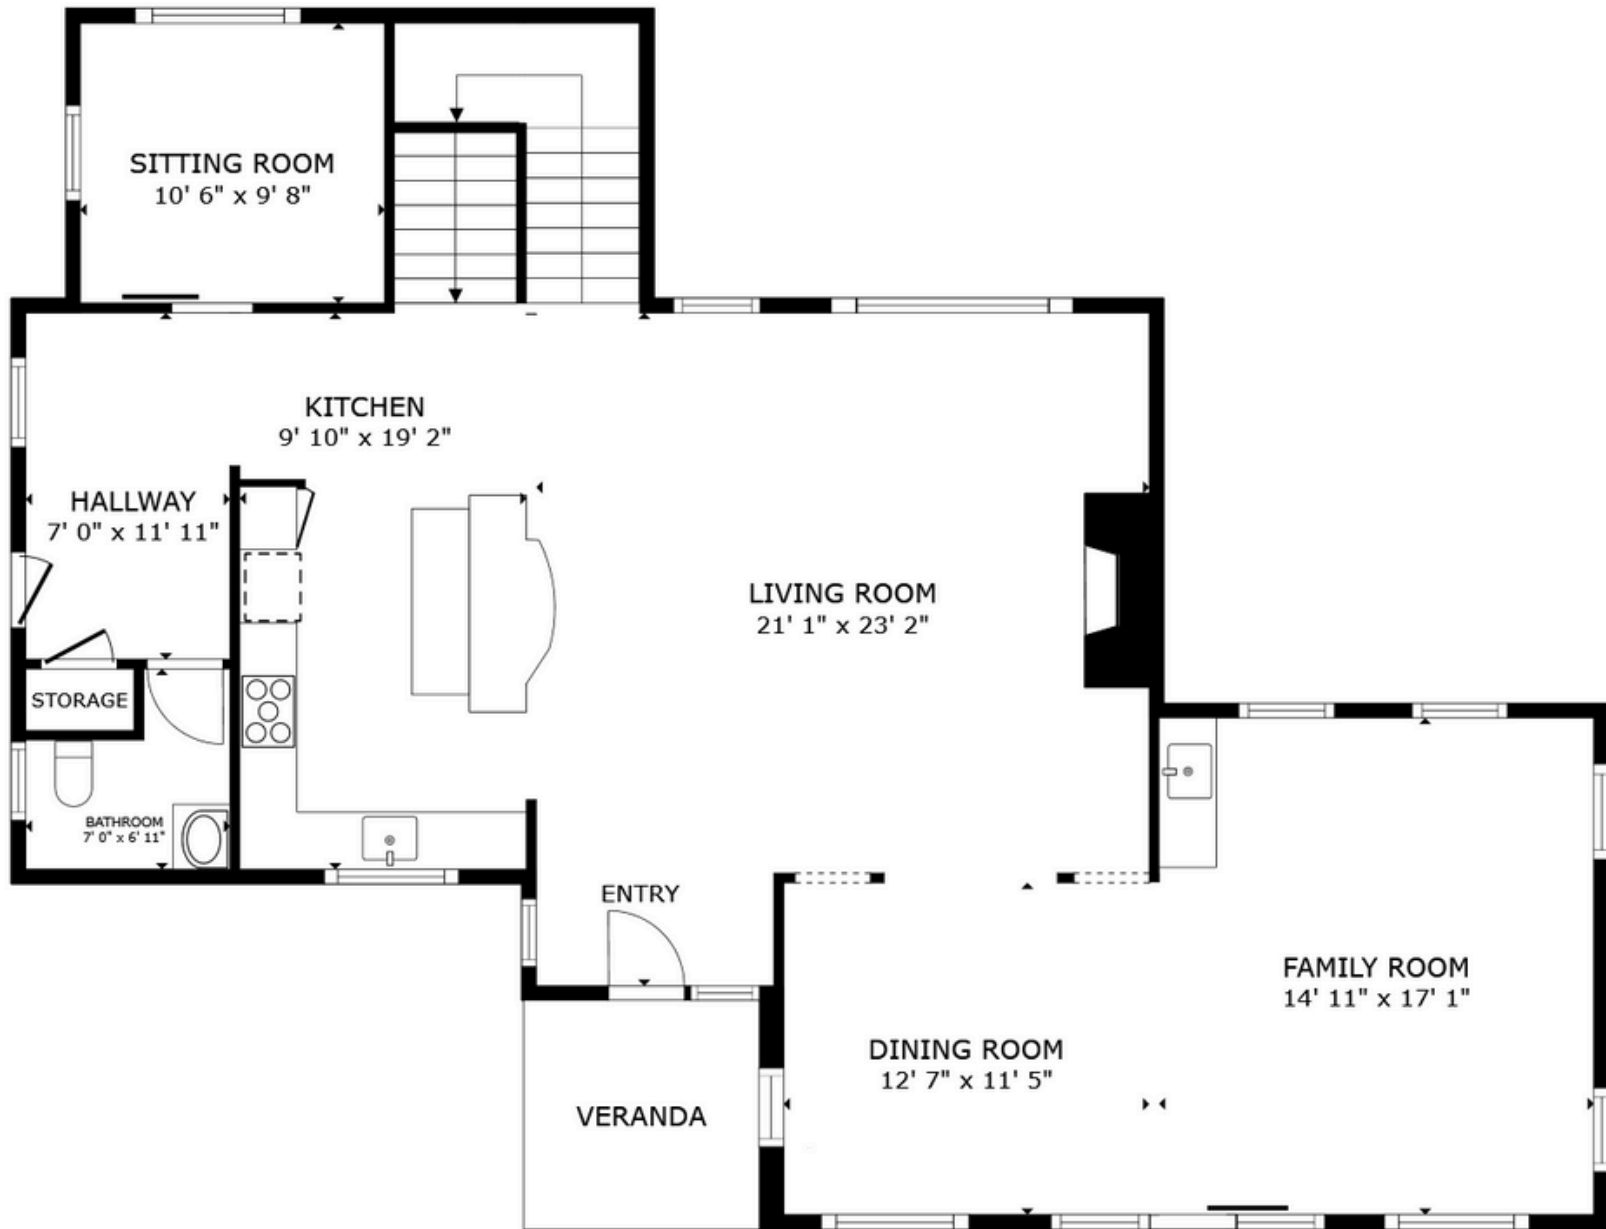 SITTING ROOM
10' 6" x 9' 8"
KITCHEN
9' 10" x 19' 2"
HALLWAY
7' 0" x 11' 11"
LIVING ROOM
21' 1" x 23' 2"
STORAGE
BATHROOM
7' 0" x 6' 11"
ENTRY
FAMILY ROOM
14' 11" x 17' 1"
DINING ROOM
12' 7" x 11' 5"
VERANDA